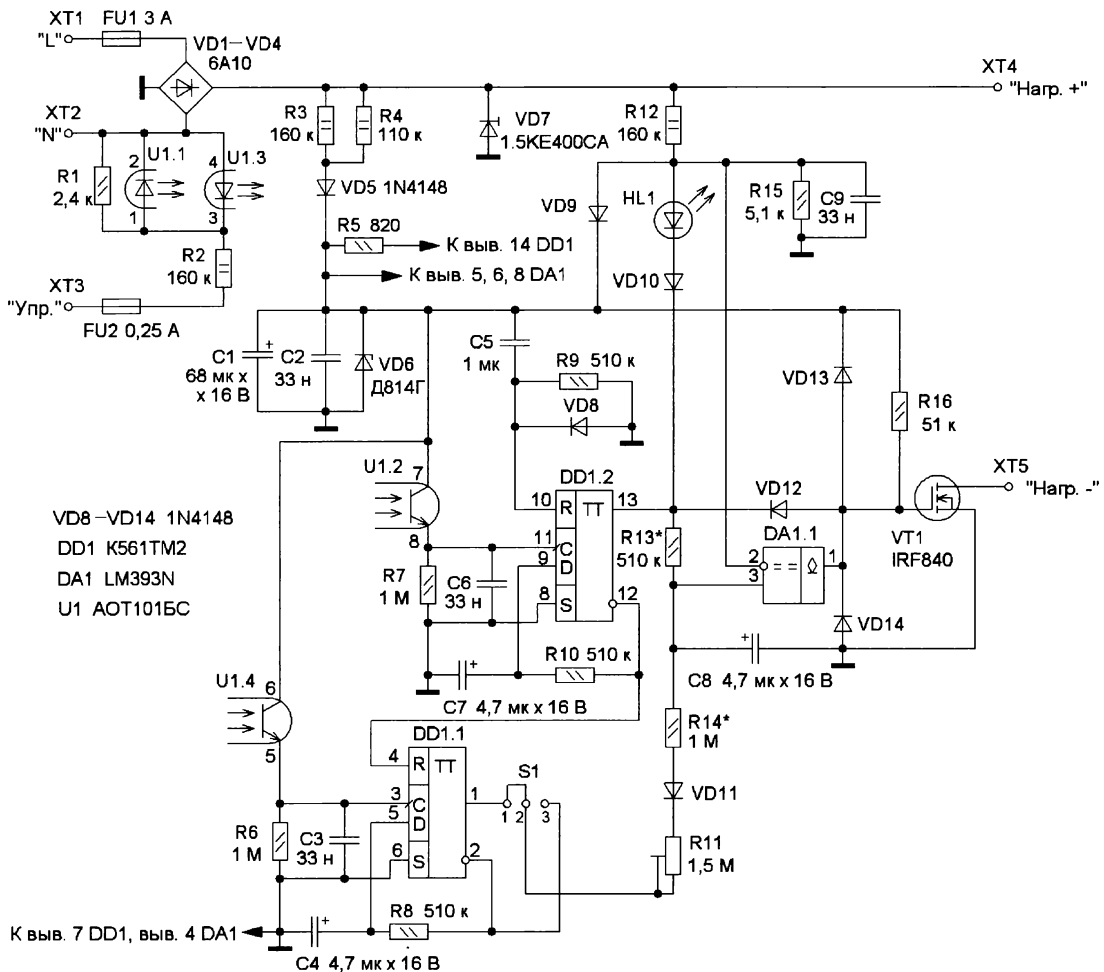 XT1
"L"
FU1 3 A
VD1–VD4
6A10
XT2
"N"
U1.1
U1.3
2
4
R1
2,4 к
1
3
R2
160 к
XT3
"Упр."
FU2 0,25 А
R3
160 к
R4
110 к
VD5 1N4148
R5 820
К выв. 14 DD1
К выв. 5, 6, 8 DA1
VD7
1.5KE400CA
R12
160 к
XT4
"Нагр. +"
VD9
HL1
R15
5,1 к
C9
33 н
VD10
C1
68 мк х
х 16 В
+
C2
33 н
VD6
Д814Г
C5
1 мк
R9 510 к
VD8
VD13
R16
51 к
XT5
"Нагр. -"
U1.2
7
8
DD1.2
10
R
TT
13
11
C
9
D
8
S
12
R13*
510 к
VD12
DA1.1
2
3
= =
1
VT1
IRF840
VD8–VD14 1N4148
DD1 К561ТМ2
DA1 LM393N
U1 АОТ101БС
R7
1 М
C6
33 н
VD14
+
C7 4,7 мк х 16 В
R10 510 к
+
C8 4,7 мк х 16 В
U1.4
6
5
DD1.1
4
R
TT
3
C
5
D
6
S
1
2
S1
1
2
3
R14*
1 М
VD11
R11
1,5 М
R6
1 М
C3
33 н
К выв. 7 DD1, выв. 4 DA1
+
C4 4,7 мк х 16 В
R8 510 к